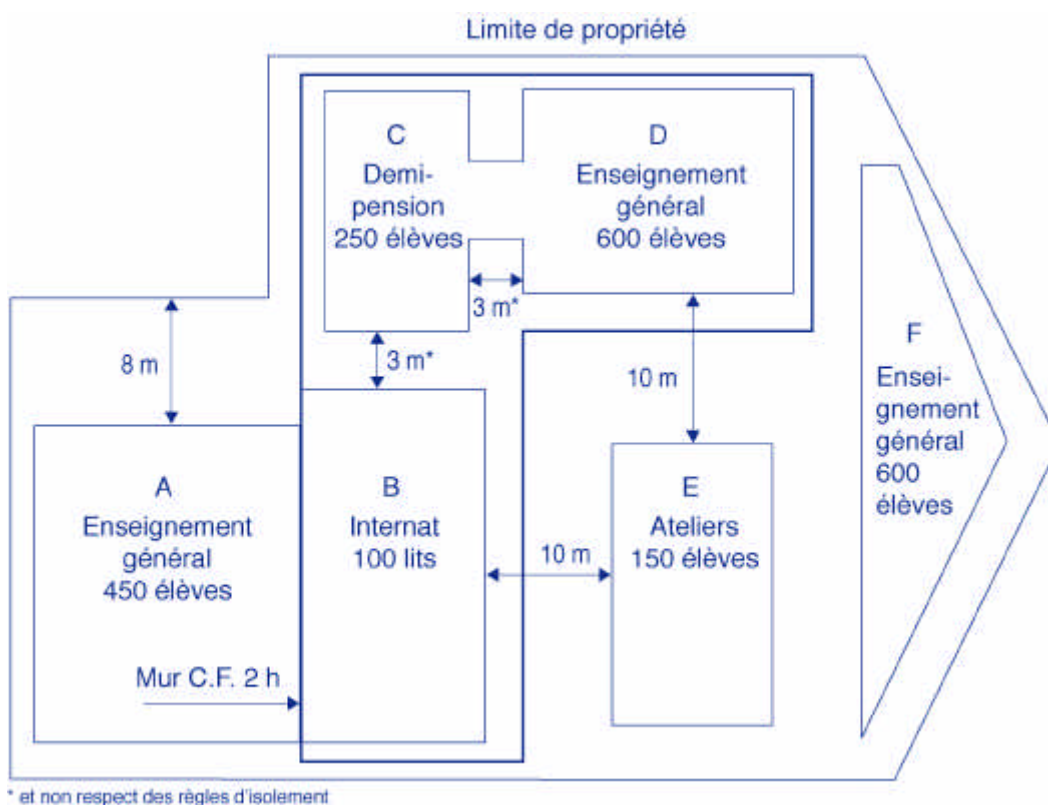 Limite de propriété
C
Demi-
pension
250 élèves
D
Enseignement
général
600 élèves
3 m*
8 m
3 m*
10 m
F
Ensei-
gnement
général
600
élèves
A
Enseignement
général
450 élèves
B
Internat
100 lits
10 m
E
Ateliers
150 élèves
Mur C.F. 2 h
* et non respect des règles d'isolement